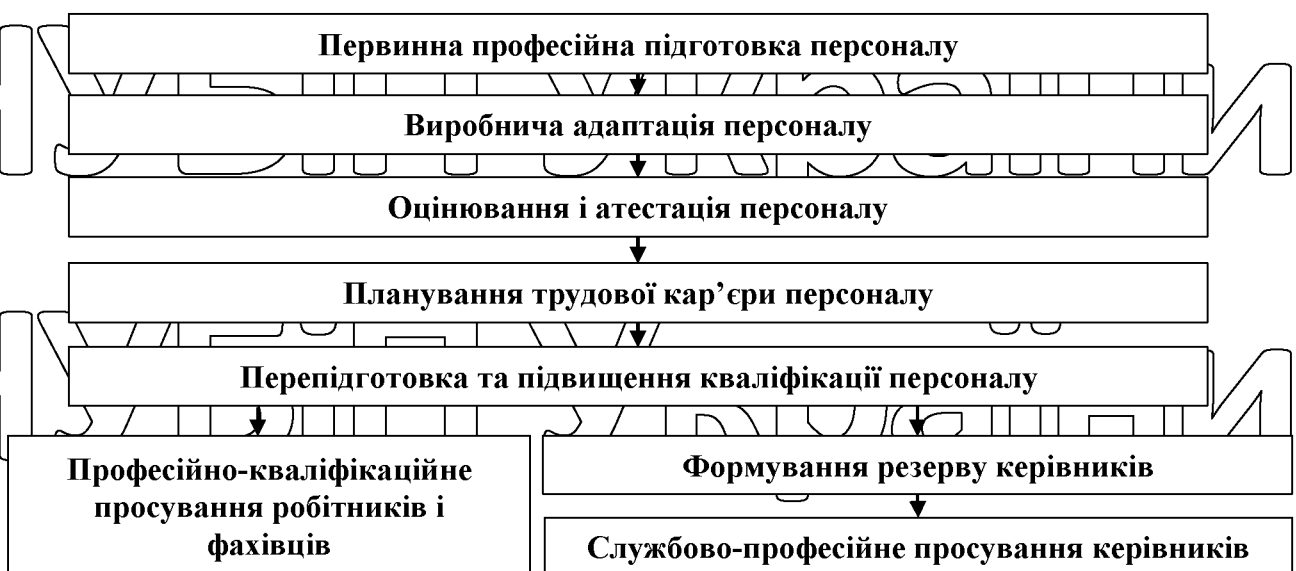 Первинна професійна підготовка персоналу
Виробнича адаптація персоналу
Оцінювання і атестація персоналу
Планування трудової кар’єри персоналу
Перепідготовка та підвищення кваліфікації персоналу
Професійно-кваліфікаційне
просування робітників і
фахівців
Формування резерву керівників
Службово-професійне просування керівників